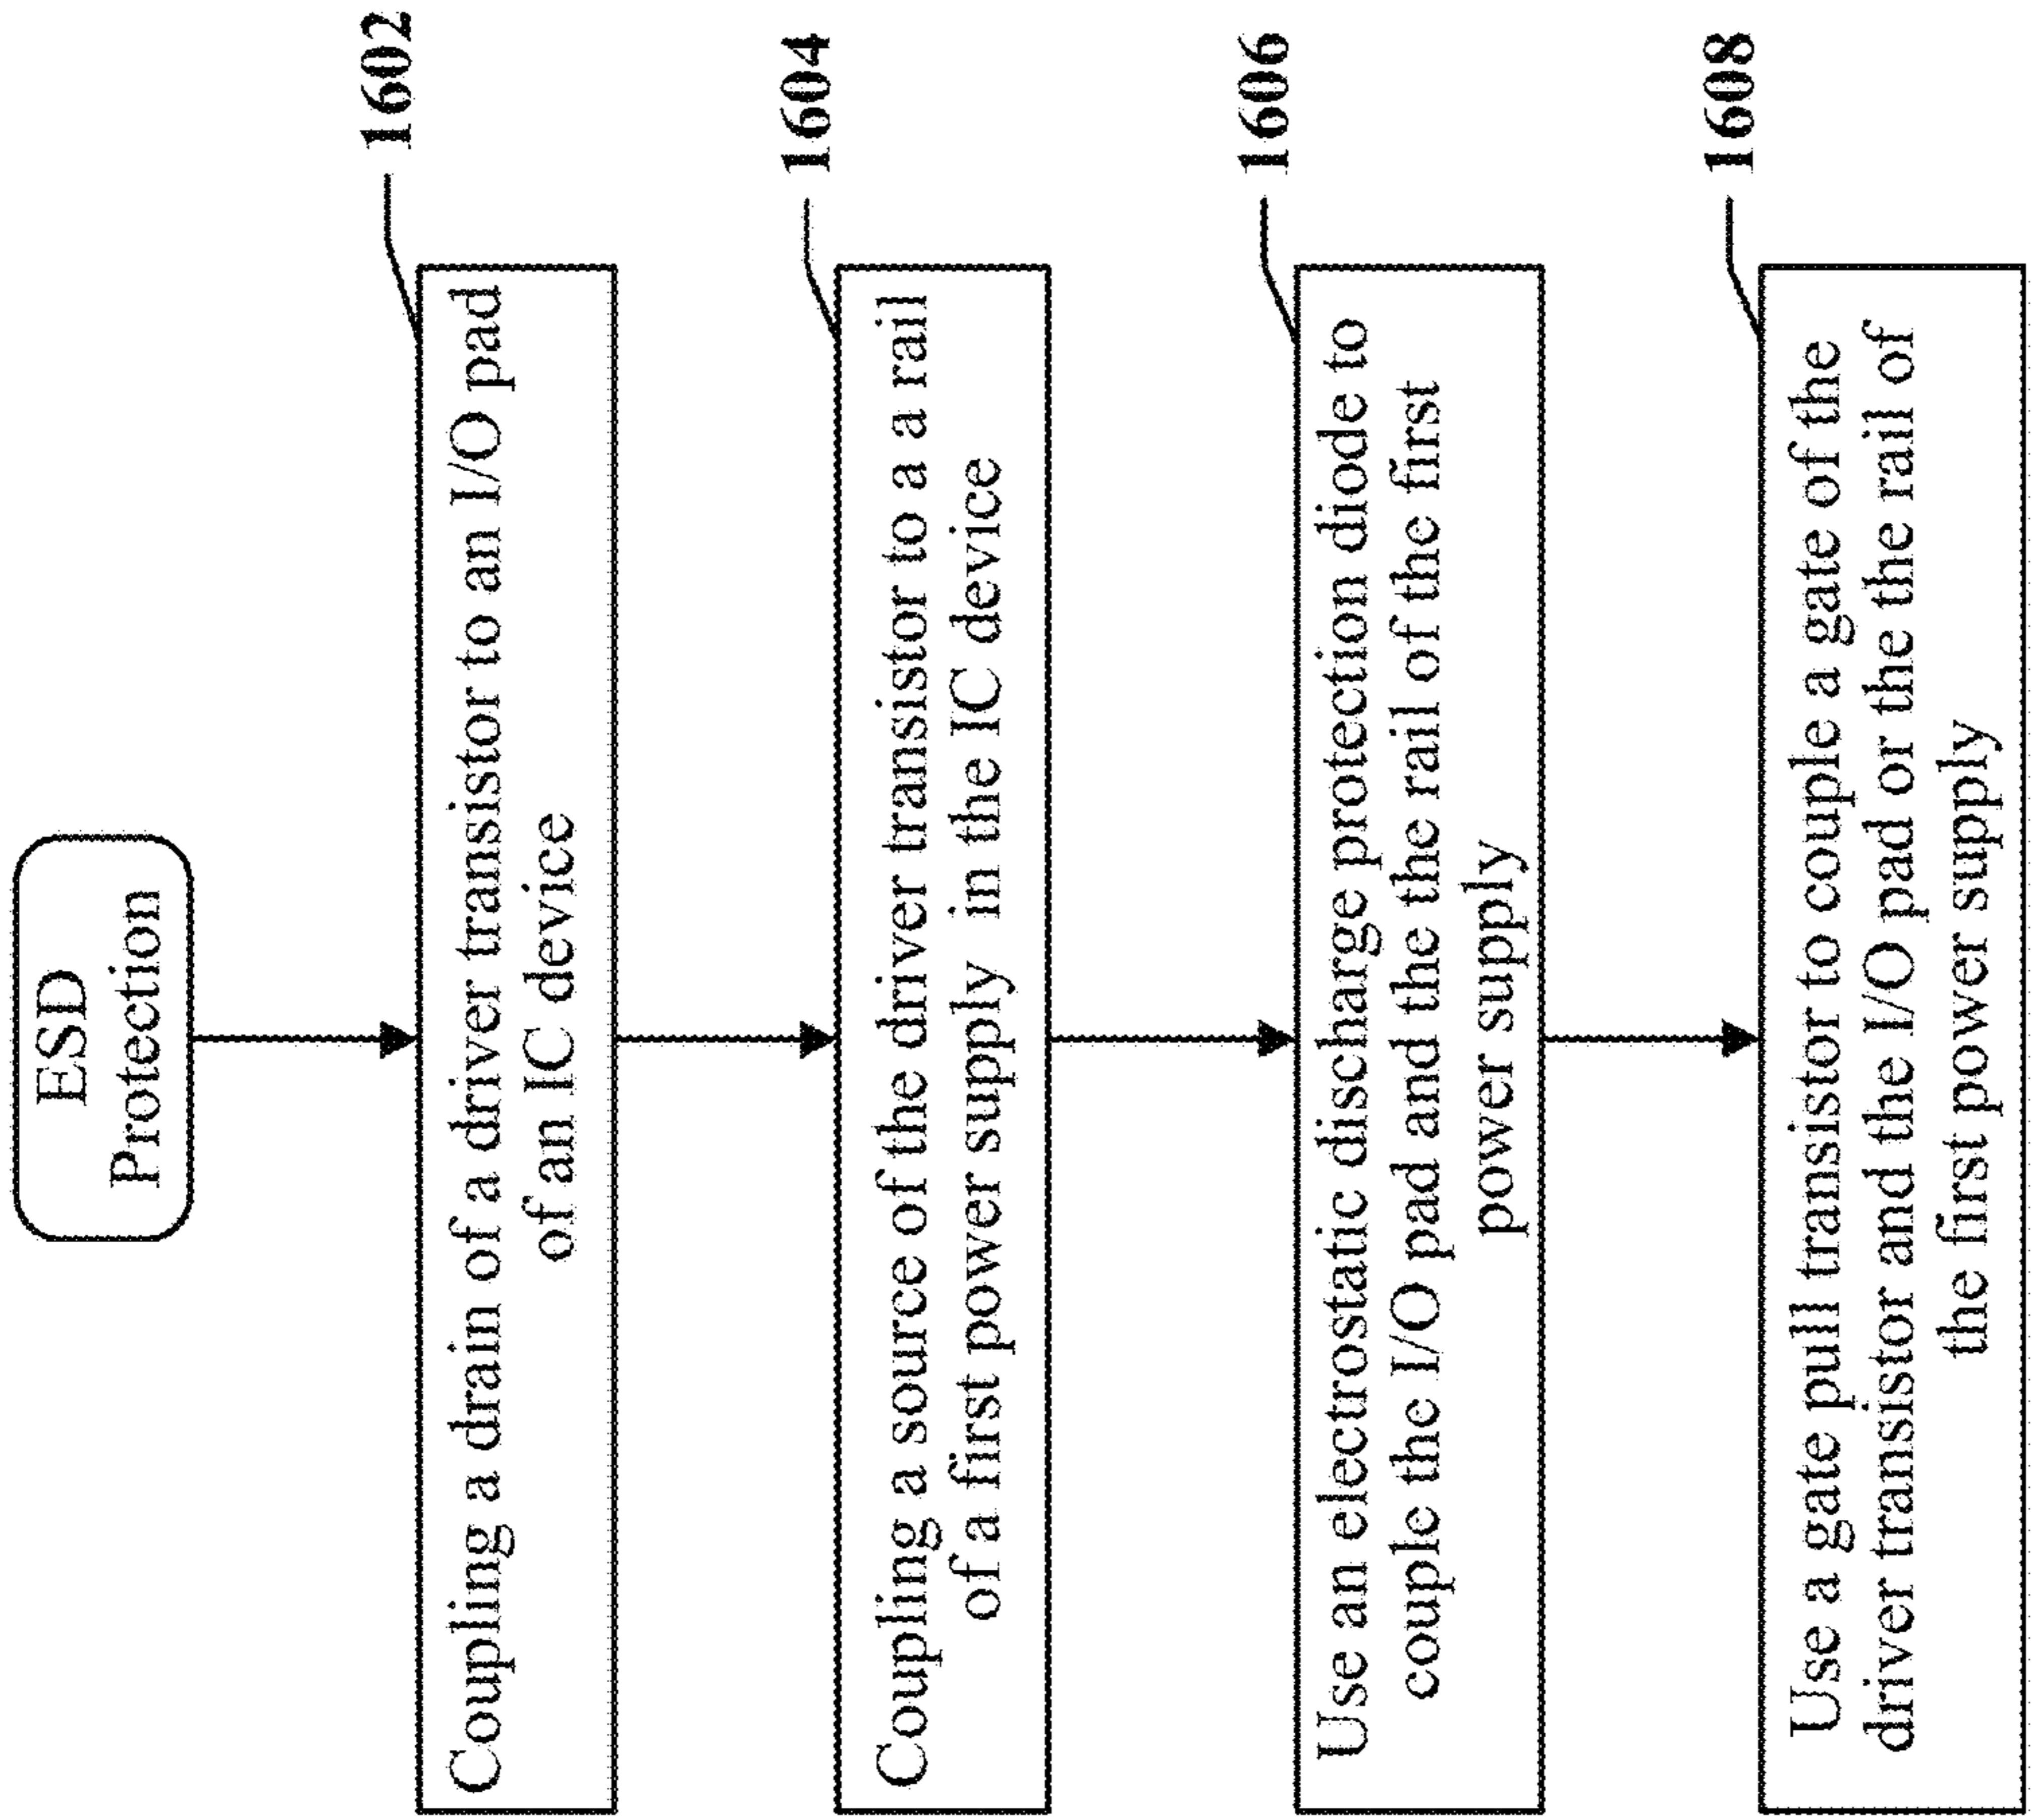 ESD
Protection
1602
Coupling a drain of a driver transistor to an I/O pad
of an IC device
1604
Coupling a source of the driver transistor to a rail
of a first power supply in the IC device
1606
Use an electrostatic discharge protection diode to
couple the I/O pad and the rail of the first
power supply
1608
Use a gate pull transistor to couple a gate of the
driver transistor and the I/O pad or the rail of
the first power supply